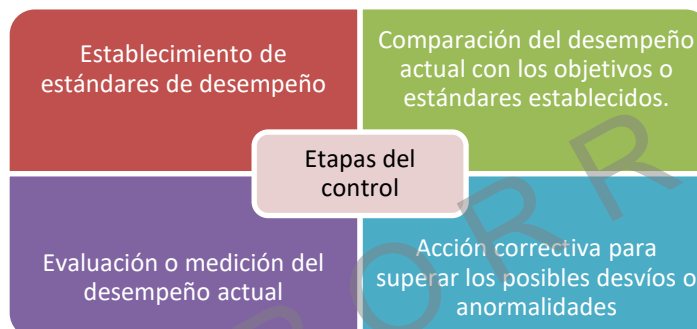 Establecimiento de
estándares de desempeño
Comparación del desempeño
actual con los objetivos o
estándares establecidos.
Etapas del
control
Evaluación o medición del
desempeño actual
Acción correctiva para
superar los posibles desvíos o
anormalidades